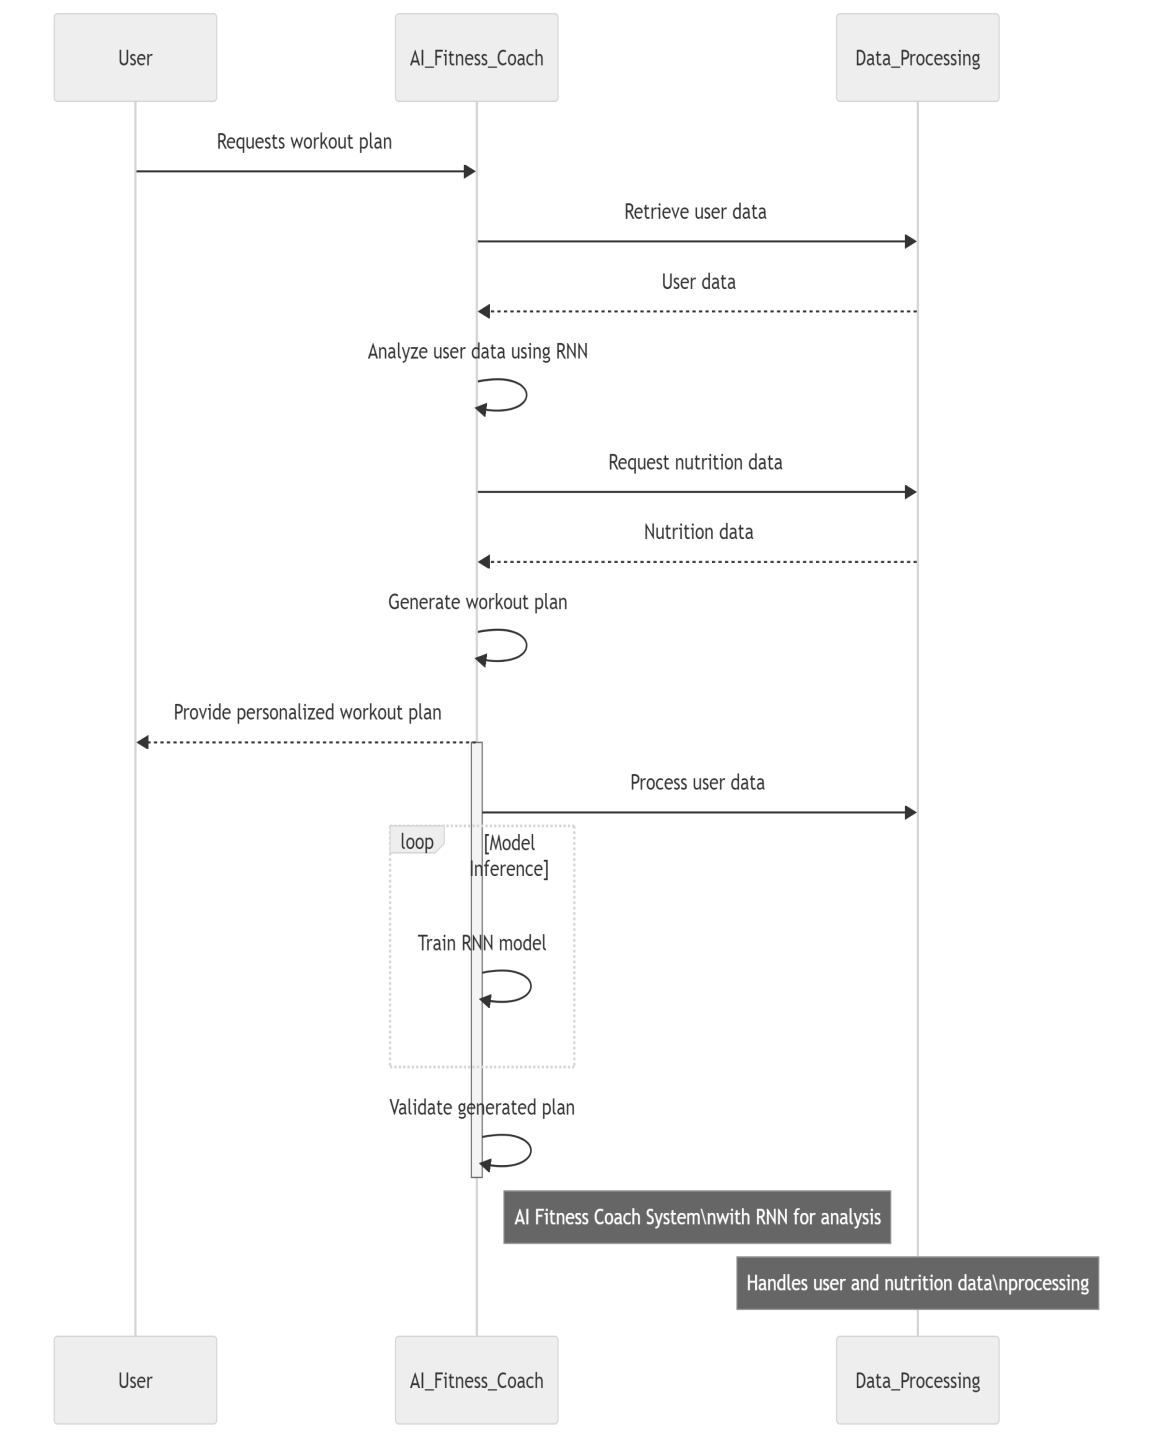 User
AI_Fitness_Coach
Data_Processing
Requests workout plan
Retrieve user data
User data
Analyze user data using RNN
Request nutrition data
Nutrition data
Generate workout plan
Provide personalized workout plan
Process user data
loop
[Model
Inference]
Train RNN model
Validate generated plan
AI Fitness Coach System\nwith RNN for analysis
Handles user and nutrition data\nprocessing
User
AI_Fitness_Coach
Data_Processing